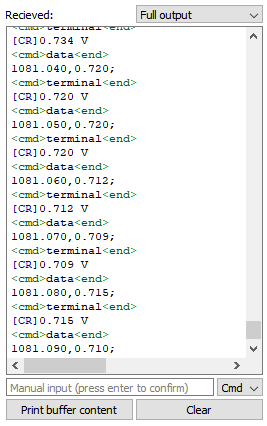 Recieved:
Full output
<cmd>terminal<end>
[CR]0.734 V
<cmd>data<end>
1081.040,0.720;
<cmd>terminal<end>
[CR]0.720 V
<cmd>data<end>
1081.050,0.720;
<cmd>terminal<end>
[CR]0.720 V
<cmd>data<end>
1081.060,0.712;
<cmd>terminal<end>
[CR]0.712 V
<cmd>data<end>
1081.070,0.709;
<cmd>terminal<end>
[CR]0.709 V
<cmd>data<end>
1081.080,0.715;
<cmd>terminal<end>
[CR]0.715 V
<cmd>data<end>
1081.090,0.710;
Manual input (press enter to confirm)
Cmd
Print buffer content
Clear